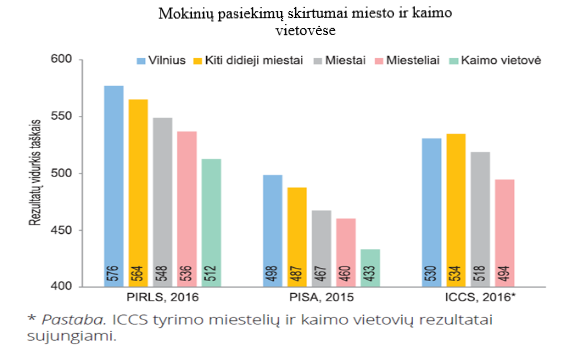 Mokinių pasiekimų skirtumai miesto ir kaimo
vietovėse
Vilnius Kiti didieji miestai Miestai Miesteliai Kaimo vietovė
Rezultatų vidurkis taškais
600
550
500
450
400
576 564 548 536 512
498 487 467 460 433
530 534 518 494
PIRLS, 2016 PISA, 2015 ICCS, 2016*
* Pastaba. ICCS tyrimo miestelių ir kaimo vietovių rezultatai
sujungiami.